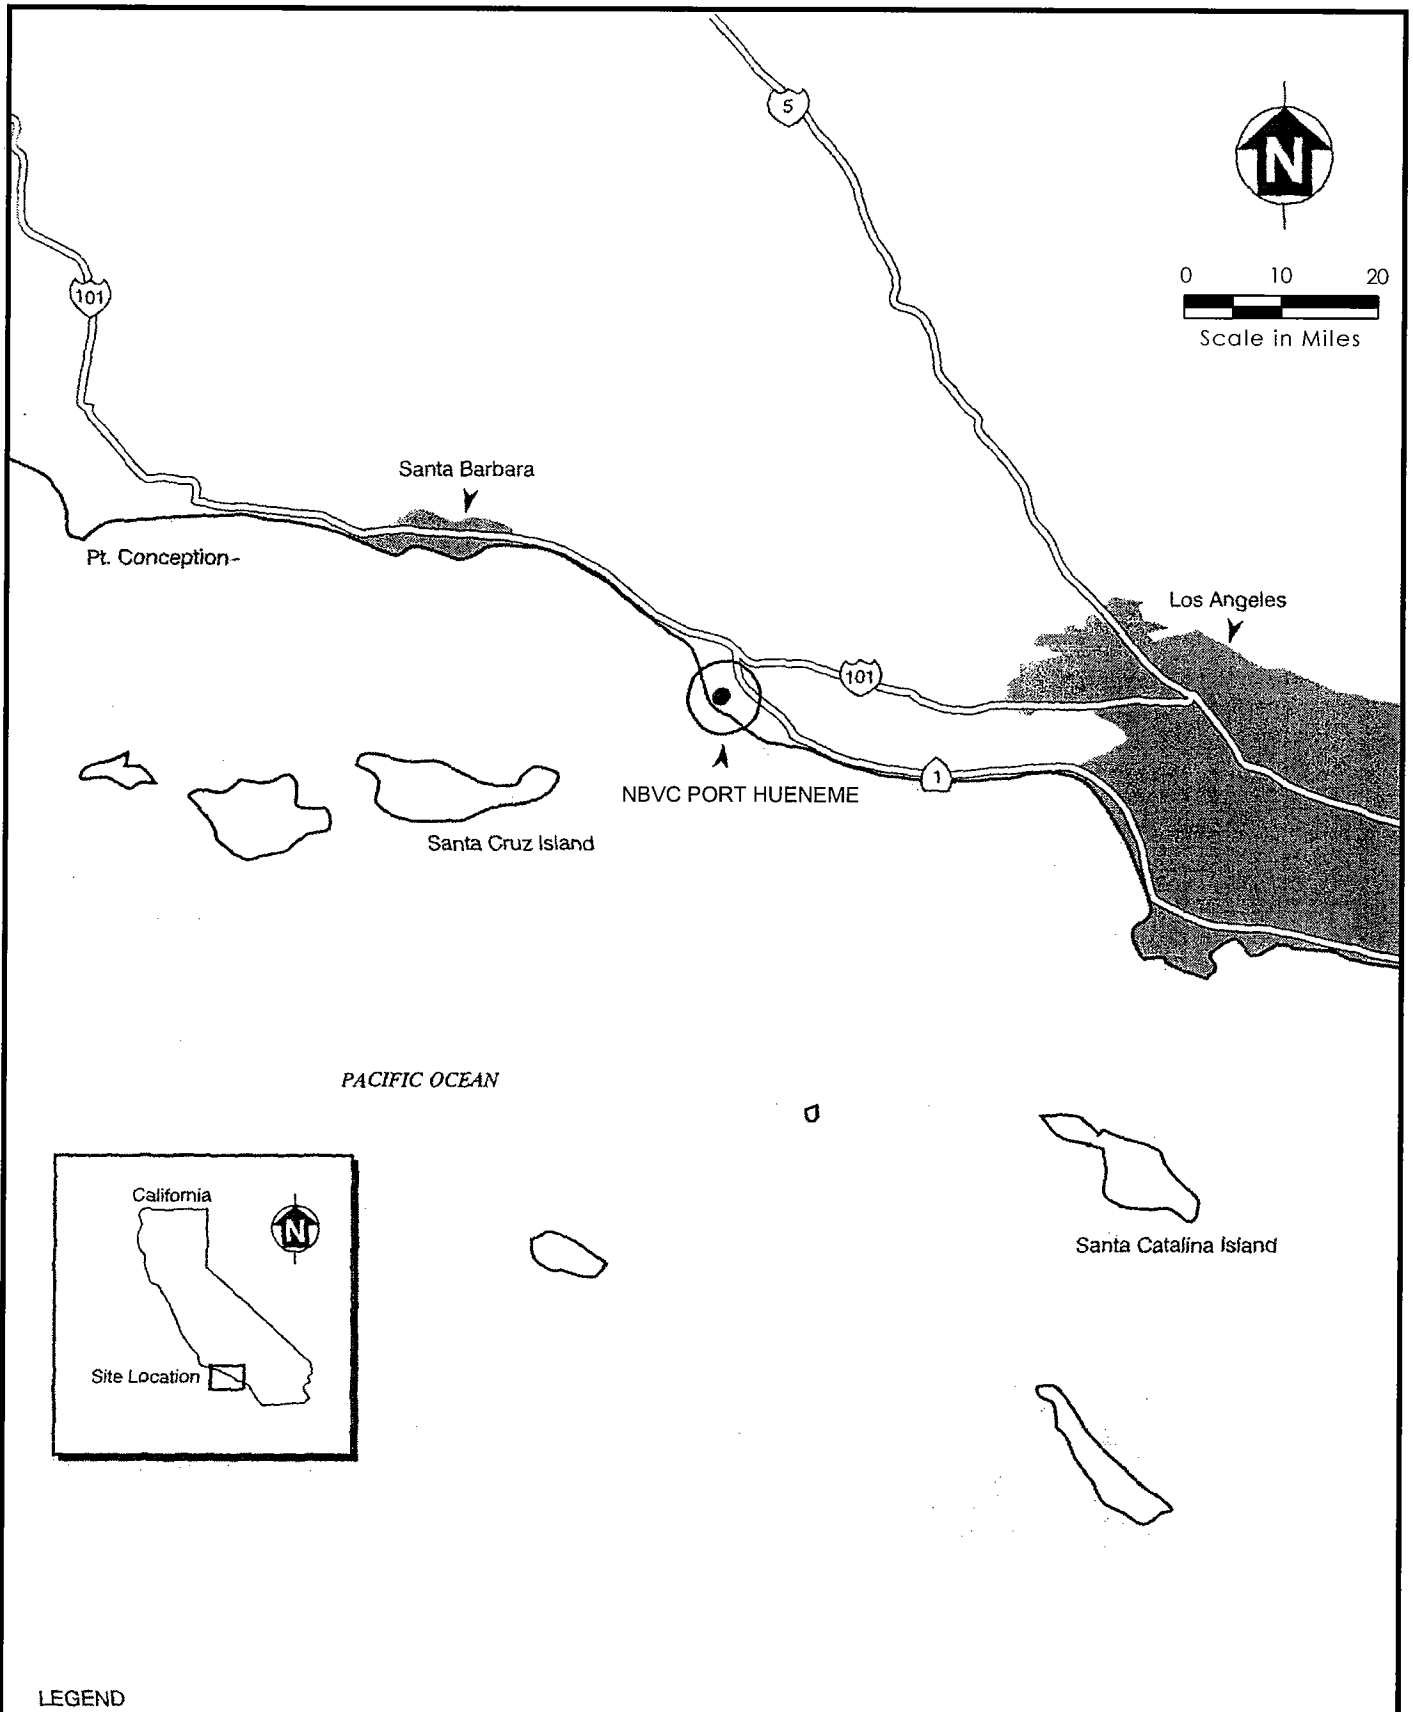 5
N
0 10 20
Scale in Miles
101
Santa Barbara
Pt. Conception-
Los Angeles
101
NBVC PORT HUENEME
1
Santa Cruz Island
PACIFIC OCEAN
California
N
Santa Catalina Island
Site Location
LEGEND